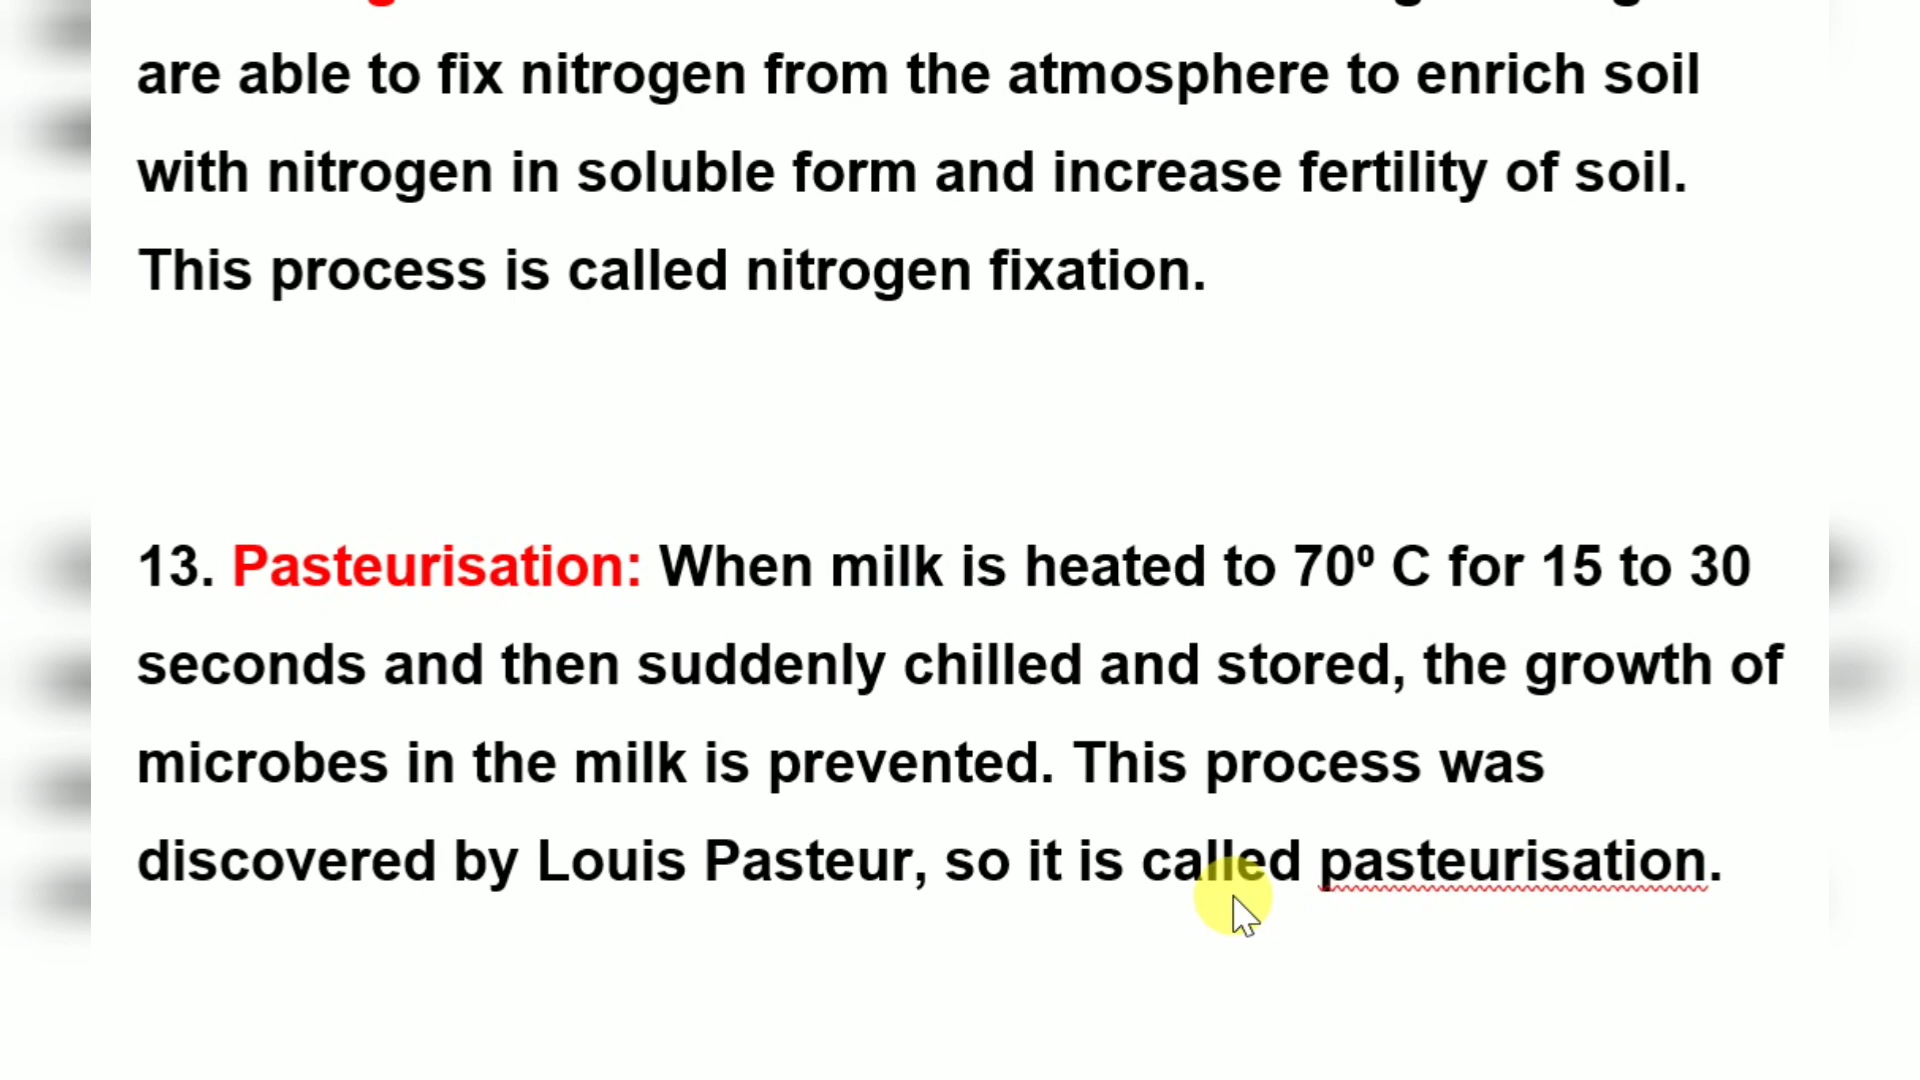 are able to fix nitrogen from the atmosphere to enrich soil
with nitrogen in soluble form and increase fertility of soil.
This process is called nitrogen fixation.
13. Pasteurisation: When milk is heated to 70⁰ C for 15 to 30
seconds and then suddenly chilled and stored, the growth of
microbes in the milk is prevented. This process was
discovered by Louis Pasteur, so it is called pasteurisation.